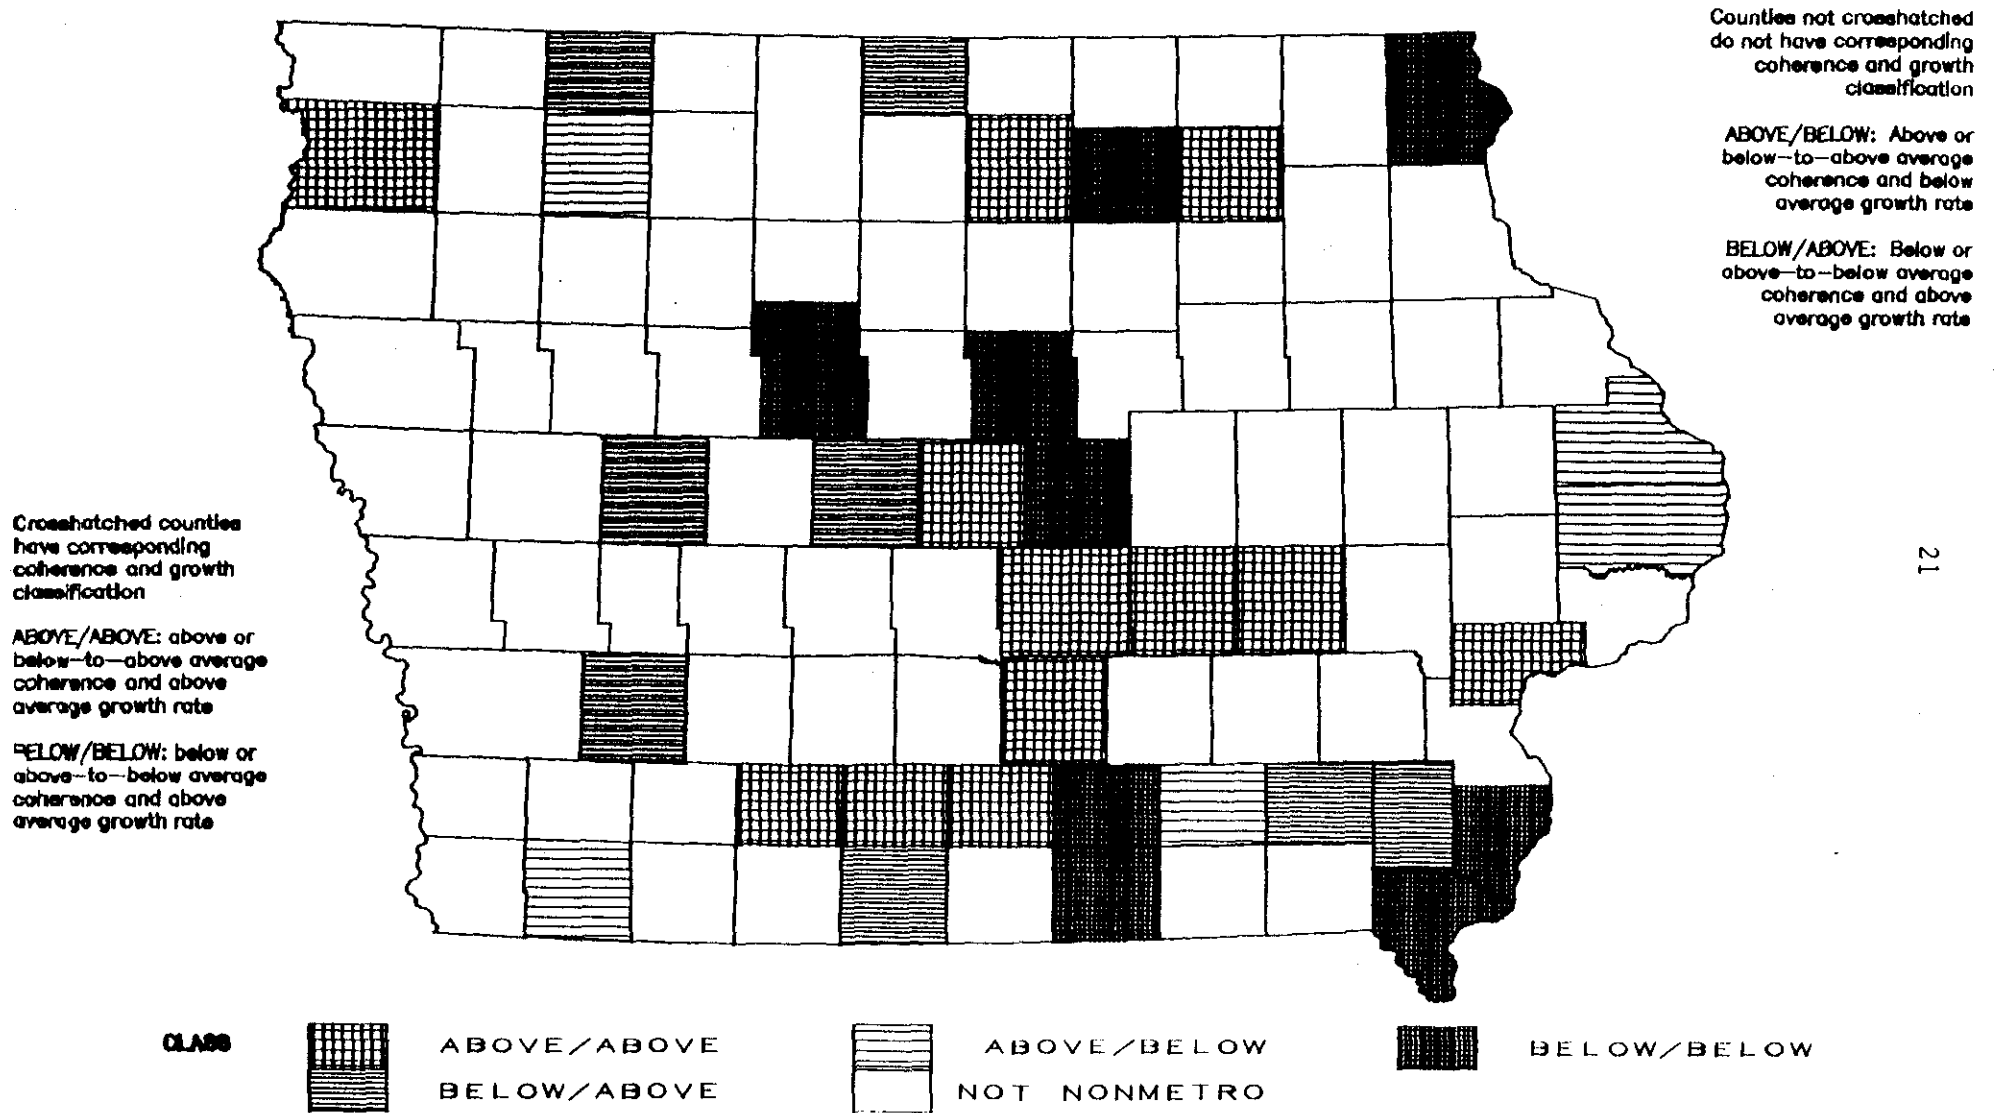 Counties not crosshatched
do not have corresponding
coherence and growth
classification
ABOVE/BELOW: Above or
below-to-above average
coherence and below
average growth rate
BELOW/ABOVE: Below or
above-to-below average
coherence and above
average growth rate
Crosshatched counties
have corresponding
coherence and growth
classification
ABOVE/ABOVE: above or
below-to-above average
coherence and above
average growth rate
BELOW/BELOW: below or
above-to-below average
coherence and above
average growth rate
21
CLASS
ABOVE/ABOVE
ABOVE/BELOW
BELOW/BELOW
BELOW/ABOVE
NOT NONMETRO